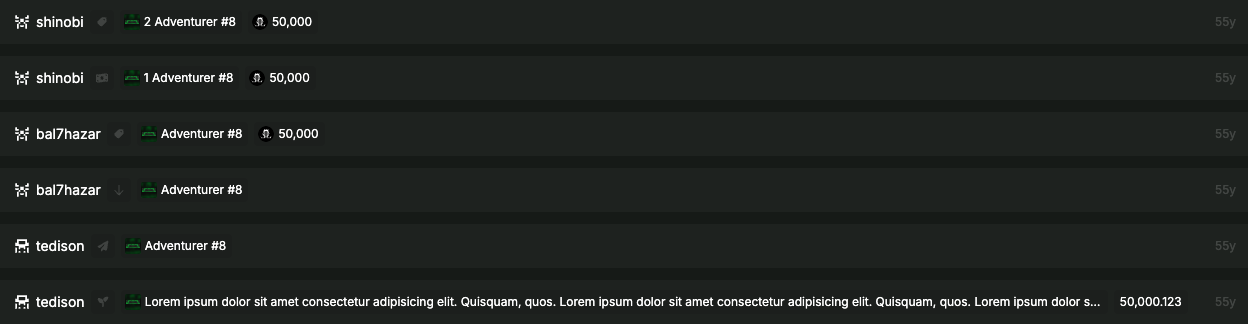 shinobi 2 Adventurer #8 50,000 55y
shinobi 1 Adventurer #8 50,000 55y
bal7hazar Adventurer #8 50,000 55y
bal7hazar Adventurer #8 55y
tedison Adventurer #8 55y
tedison Lorem ipsum dolor sit amet consectetur adipisicing elit. Quisquam, quos. Lorem ipsum dolor sit amet consectetur adipisicing elit. Quisquam, quos. Lorem ipsum dolor s... 50,000.123 55y